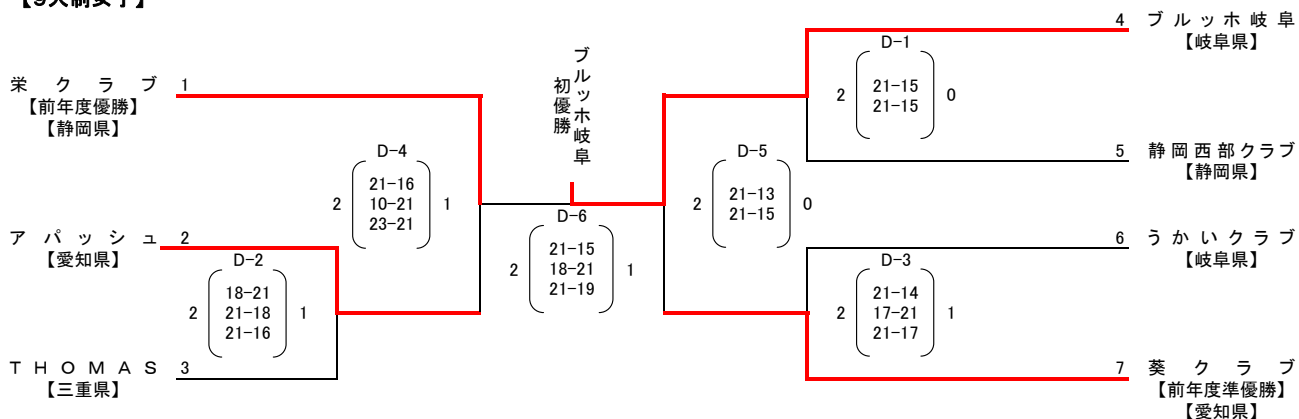 【9人制女子】
栄クラブ 1
【前年度優勝】
【静岡県】
アパッシュ 2
【愛知県】
THOMAS 3
【三重県】
D-2
2 18-21 1
21-18
21-16
D-4
2 21-16 1
10-21
23-21
ブルッホ岐阜
初優勝
D-6
2 21-15 1
18-21
21-19
D-5
2 21-13 0
21-15
D-1
2 21-15 0
21-15
D-3
2 21-14 1
17-21
21-17
4 ブルッホ岐阜
【岐阜県】
5 静岡西部クラブ
【静岡県】
6 うかいクラブ
【岐阜県】
7 葵クラブ
【前年度準優勝】
【愛知県】